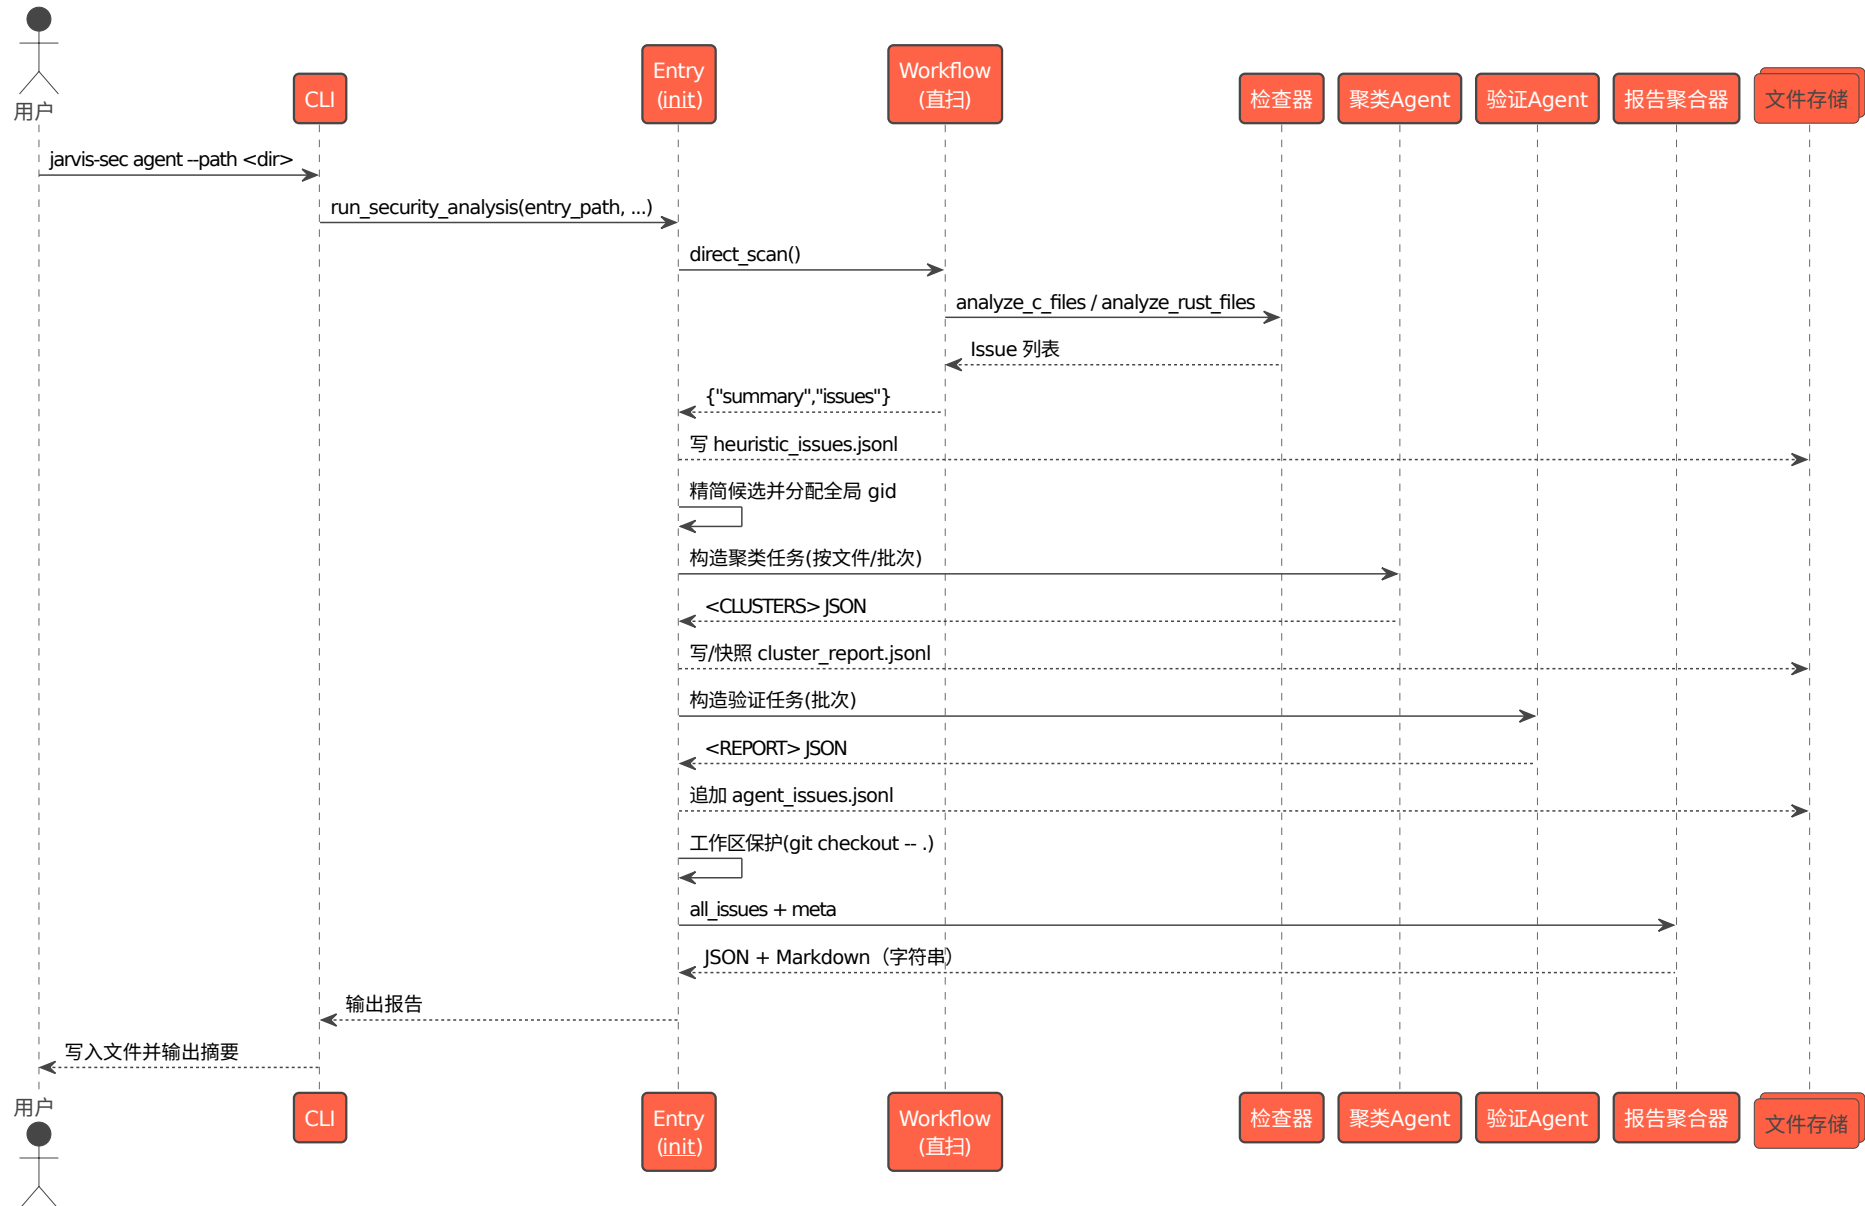 用户
CLI
Entry
(init)
Workflow
(直扫)
检查器
聚类Agent
验证Agent
报告聚合器
文件存储
jarvis-sec agent --path <dir>
run_security_analysis(entry_path, ...)
direct_scan()
analyze_c_files / analyze_rust_files
Issue 列表
{"summary","issues"}
写 heuristic_issues.jsonl
精简候选并分配全局 gid
构造聚类任务(按文件/批次)
<CLUSTERS> JSON
写/快照 cluster_report.jsonl
构造验证任务(批次)
<REPORT> JSON
追加 agent_issues.jsonl
工作区保护(git checkout -- .)
all_issues + meta
JSON + Markdown（字符串）
输出报告
写入文件并输出摘要
用户
CLI
Entry
(init)
Workflow
(直扫)
检查器
聚类Agent
验证Agent
报告聚合器
文件存储